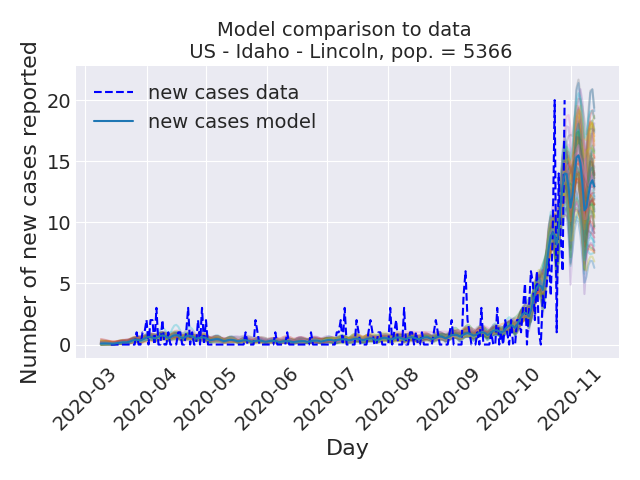 Model comparison to data
US - Idaho - Lincoln, pop. = 5366
Number of new cases reported
new cases data
new cases model
20
15
10
5
0
2020-03
2020-04
2020-05
2020-06
2020-07
2020-08
2020-09
2020-10
2020-11
Day